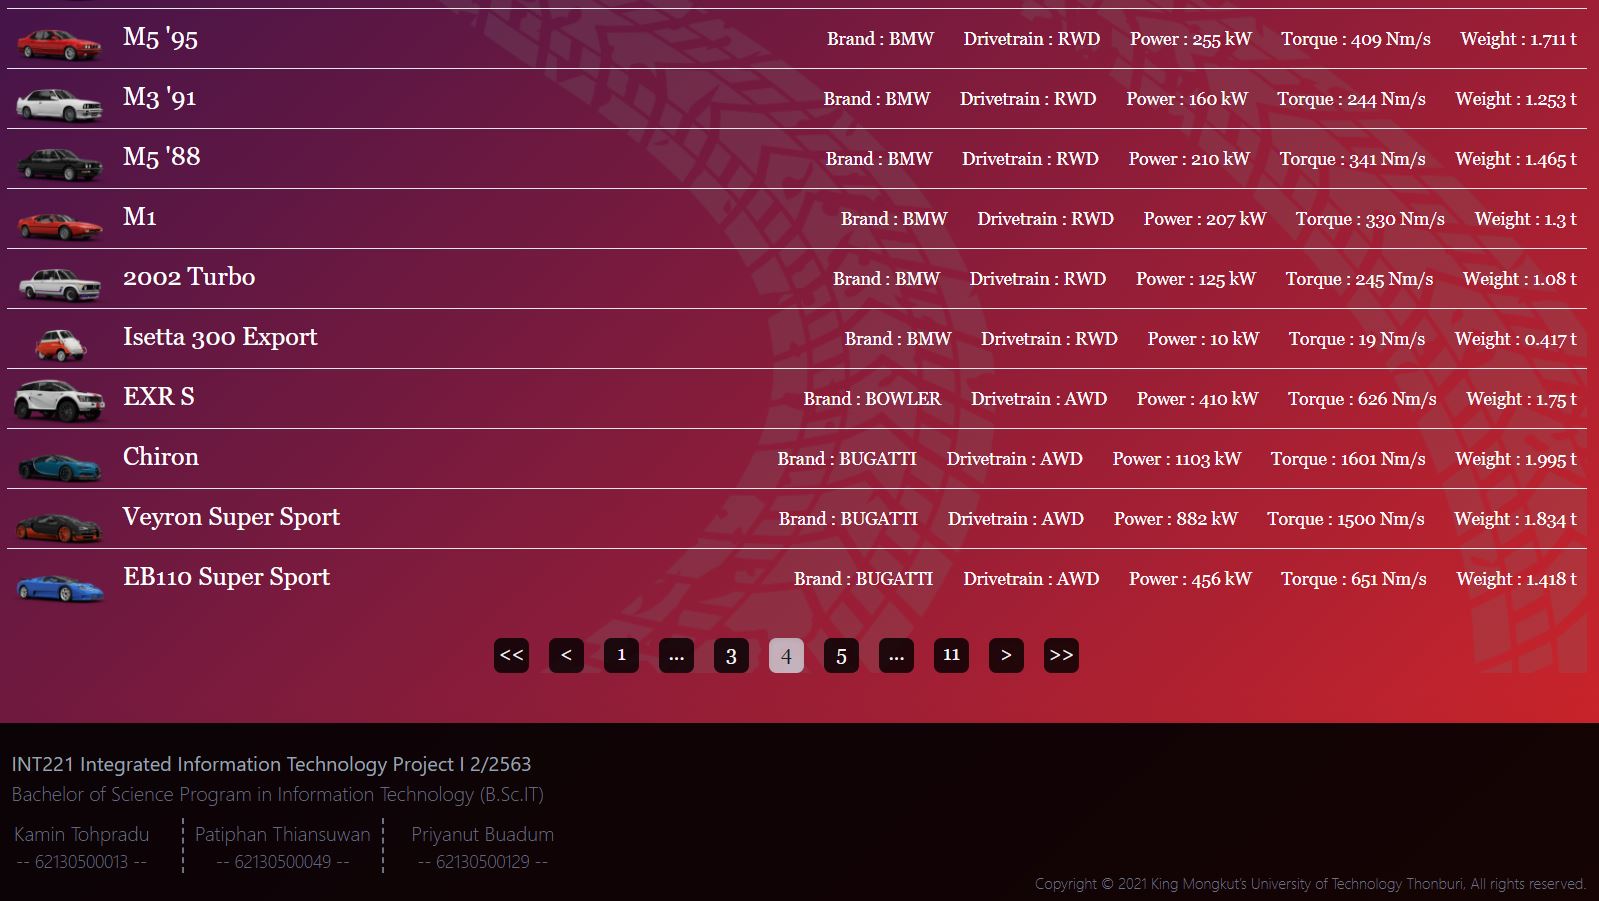 M5 '95 Brand : BMW Drivetrain : RWD Power : 255 kW Torque : 409 Nm/s Weight : 1.711 t
M3 '91 Brand : BMW Drivetrain : RWD Power : 160 kW Torque : 244 Nm/s Weight : 1.253 t
M5 '88 Brand : BMW Drivetrain : RWD Power : 210 kW Torque : 341 Nm/s Weight : 1.465 t
M1 Brand : BMW Drivetrain : RWD Power : 207 kW Torque : 330 Nm/s Weight : 1.3 t
2002 Turbo Brand : BMW Drivetrain : RWD Power : 125 kW Torque : 245 Nm/s Weight : 1.08 t
Isetta 300 Export Brand : BMW Drivetrain : RWD Power : 10 kW Torque : 19 Nm/s Weight : 0.417 t
EXR S Brand : BOWLER Drivetrain : AWD Power : 410 kW Torque : 626 Nm/s Weight : 1.75 t
Chiron Brand : BUGATTI Drivetrain : AWD Power : 1103 kW Torque : 1601 Nm/s Weight : 1.995 t
Veyron Super Sport Brand : BUGATTI Drivetrain : AWD Power : 882 kW Torque : 1500 Nm/s Weight : 1.834 t
EB110 Super Sport Brand : BUGATTI Drivetrain : AWD Power : 456 kW Torque : 651 Nm/s Weight : 1.418 t
<< < 1 ... 3 4 5 ... 11 > >>
INT221 Integrated Information Technology Project I 2/2563
Bachelor of Science Program in Information Technology (B.Sc.IT)
Kamin Tohpradu Patiphan Thiansuwan Priyanut Buadum
-- 62130500013 -- -- 62130500049 -- -- 62130500129 --
Copyright © 2021 King Mongkut's University of Technology Thonburi, All rights reserved.